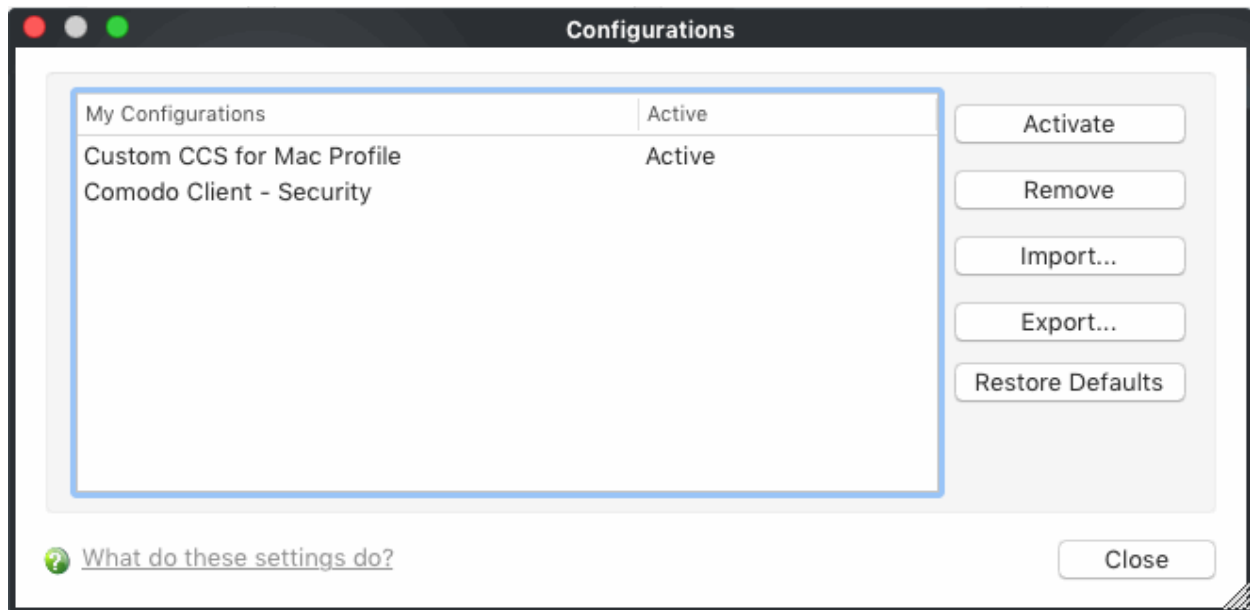 Configurations
My Configurations Active
Custom CCS for Mac Profile Active
Comodo Client - Security
Activate
Remove
Import...
Export...
Restore Defaults
What do these settings do?
Close